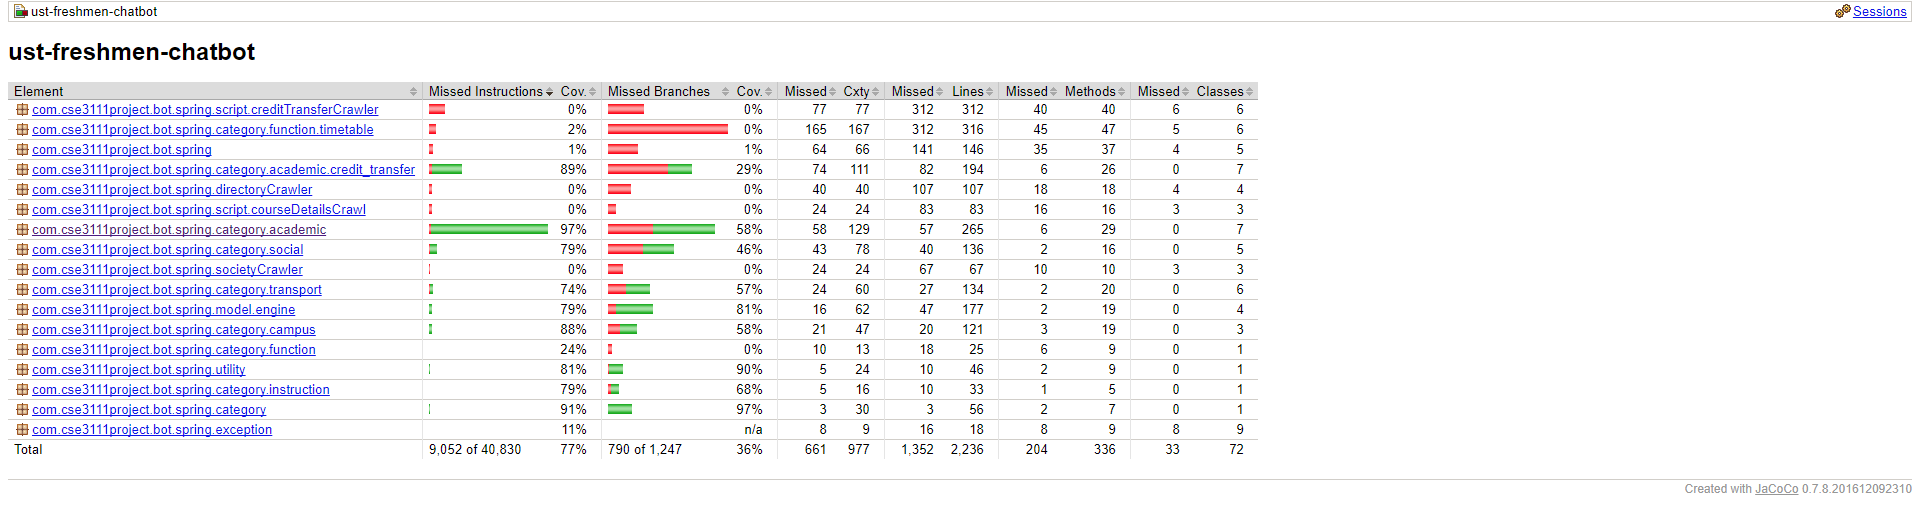 ust-freshmen-chatbot Sessions
ust-freshmen-chatbot
Element Missed Instructions Cov. Missed Branches Cov. Missed Cxty Missed Lines Missed Methods Missed Classes
com.cse3111project.bot.spring.script.creditTransferCrawler 0% 0% 77 77 312 312 40 40 6 6
com.cse3111project.bot.spring.category.function.timetable 2% 0% 165 167 312 316 45 47 5 6
com.cse3111project.bot.spring 1% 1% 64 66 141 146 35 37 4 5
com.cse3111project.bot.spring.category.academic.credit_transfer 89% 29% 74 111 82 194 6 26 0 7
com.cse3111project.bot.spring.directoryCrawler 0% 0% 40 40 107 107 18 18 4 4
com.cse3111project.bot.spring.script.courseDetailsCrawl 0% 0% 24 24 83 83 16 16 3 3
com.cse3111project.bot.spring.category.academic 97% 58% 58 129 57 265 6 29 0 7
com.cse3111project.bot.spring.category.social 79% 46% 43 78 40 136 2 16 0 5
com.cse3111project.bot.spring.societyCrawler 0% 0% 24 24 67 67 10 10 3 3
com.cse3111project.bot.spring.category.transport 74% 57% 24 60 27 134 2 20 0 6
com.cse3111project.bot.spring.model.engine 79% 81% 16 62 47 177 2 19 0 4
com.cse3111project.bot.spring.category.campus 88% 58% 21 47 20 121 3 19 0 3
com.cse3111project.bot.spring.category.function 24% 0% 10 13 18 25 6 9 0 1
com.cse3111project.bot.spring.utility 81% 90% 5 24 10 46 2 9 0 1
com.cse3111project.bot.spring.category.instruction 79% 68% 5 16 10 33 1 5 0 1
com.cse3111project.bot.spring.category 91% 97% 3 30 3 56 2 7 0 1
com.cse3111project.bot.spring.exception 11% n/a 8 9 16 18 8 9 8 9
Total 9,052 of 40,830 77% 790 of 1,247 36% 661 977 1,352 2,236 204 336 33 72
Created with JaCoCo 0.7.8.201612092310